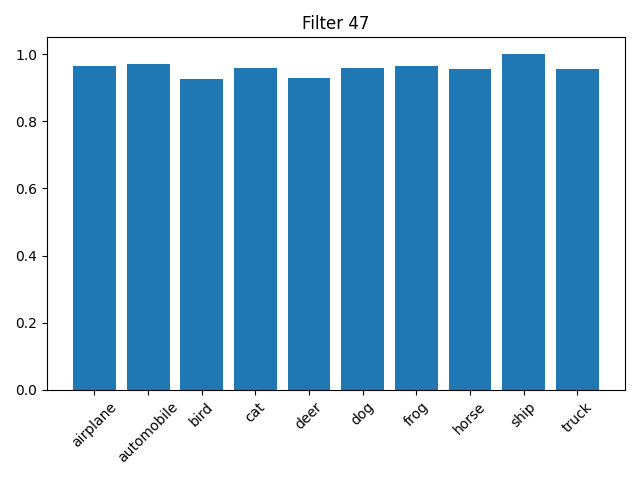 Filter 47
1.0
0.8
0.6
0.4
0.2
0.0
airplane
automobile
bird
cat
deer
dog
frog
horse
ship
truck